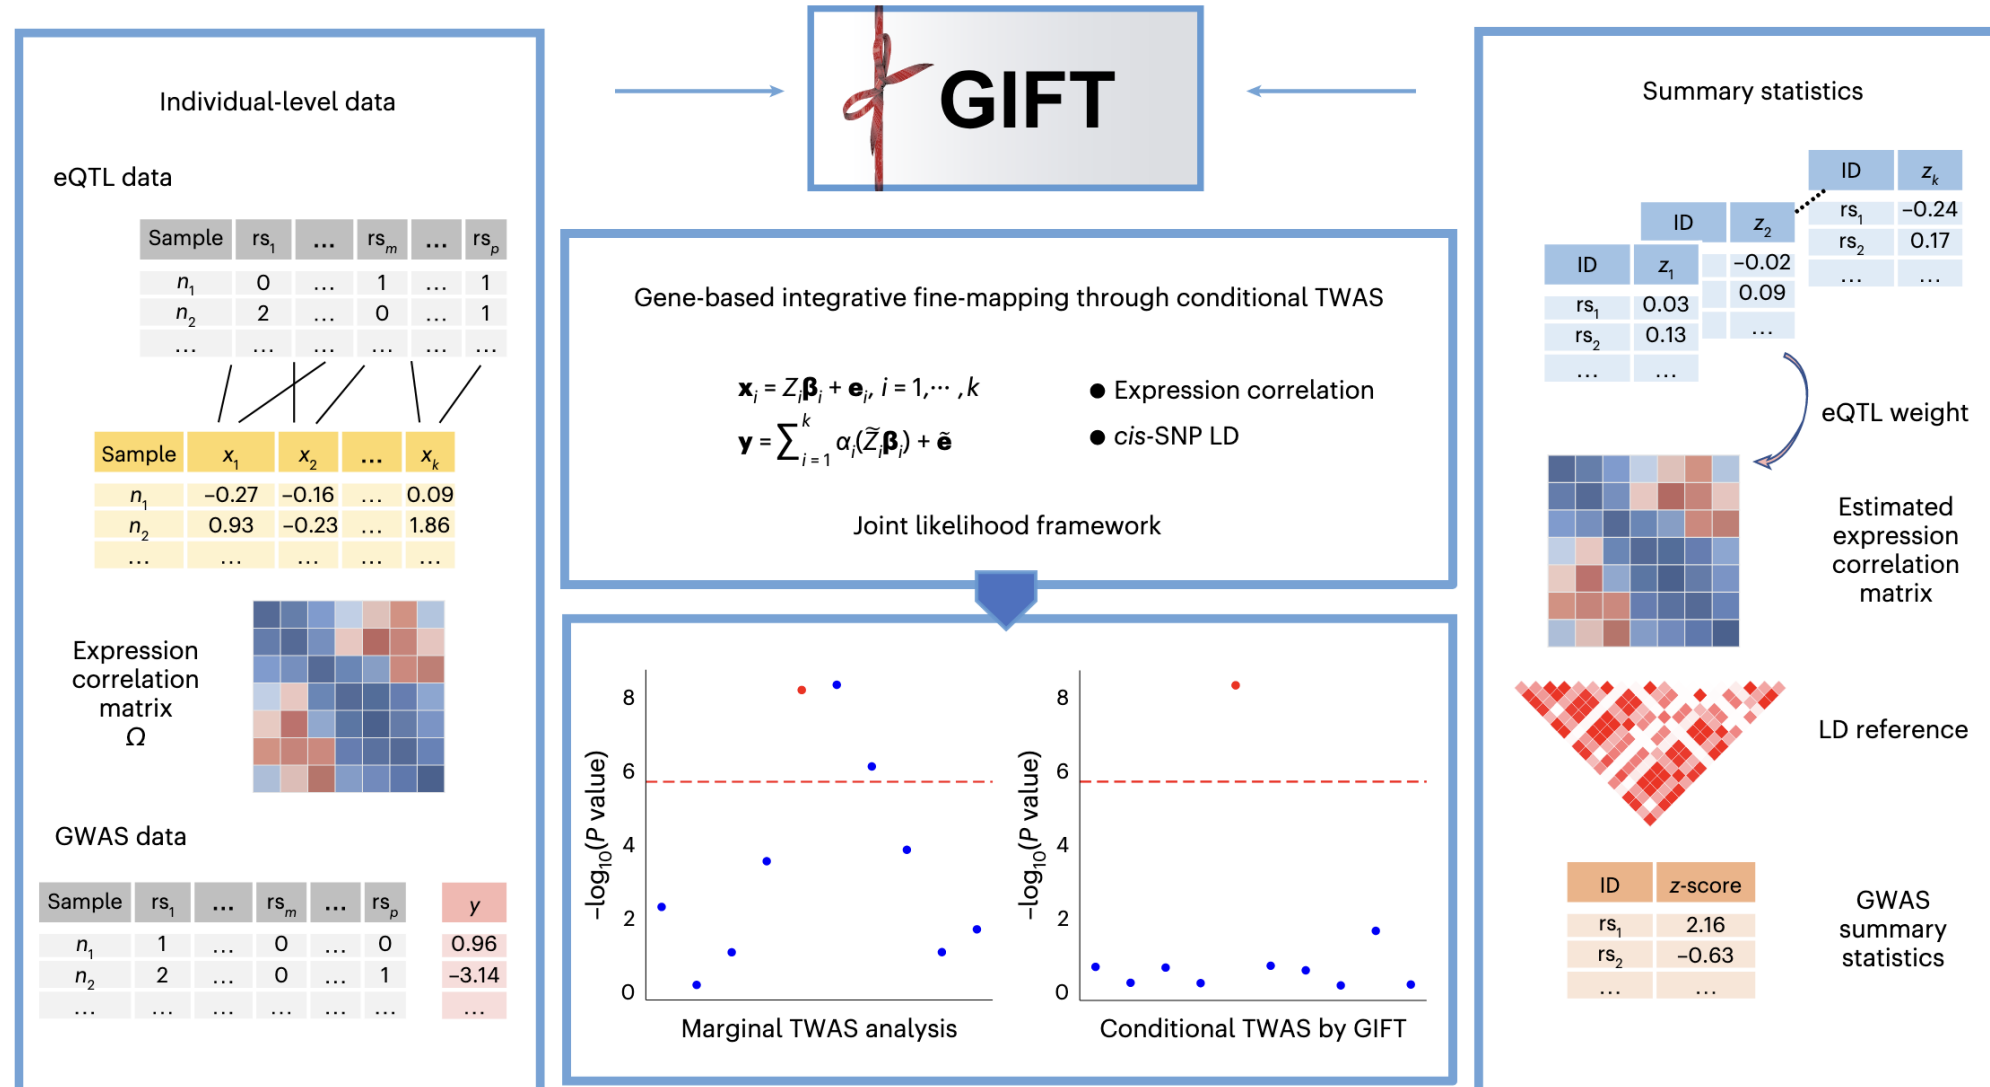 Individual-level data
eQTL data
Sample rs₁ ... rsₘ ... rsₚ
n₁ 0 ... 1 ... 1
n₂ 2 ... 0 ... 1
... ... ... ... ... ...
Sample x₁ x₂ ... xₖ
n₁ −0.27 −0.16 ... 0.09
n₂ 0.93 −0.23 ... 1.86
... ... ... ... ...
Expression
correlation
matrix
Ω
GWAS data
Sample rs₁ ... rsₘ ... rsₚ y
n₁ 1 ... 0 ... 0 0.96
n₂ 2 ... 0 ... 1 −3.14
... ... ... ... ... ... ...
GIFT
Gene-based integrative fine-mapping through conditional TWAS
xᵢ = Zᵢβᵢ + eᵢ, i = 1,⋯ , k
y = ∑ᵏᵢ₌₁ αᵢ(Z̃ᵢβᵢ) + ẽ
● Expression correlation
● cis-SNP LD
Joint likelihood framework
−log₁₀(P value)
8
6
4
2
0
Marginal TWAS analysis
−log₁₀(P value)
8
6
4
2
0
Conditional TWAS by GIFT
Summary statistics
ID zₖ
rs₁ −0.24
rs₂ 0.17
... ...
ID z₂
−0.02
0.09
...
ID z₁
rs₁ 0.03
rs₂ 0.13
... ...
eQTL weight
Estimated
expression
correlation
matrix
LD reference
ID z-score
rs₁ 2.16
rs₂ −0.63
... ...
GWAS
summary
statistics